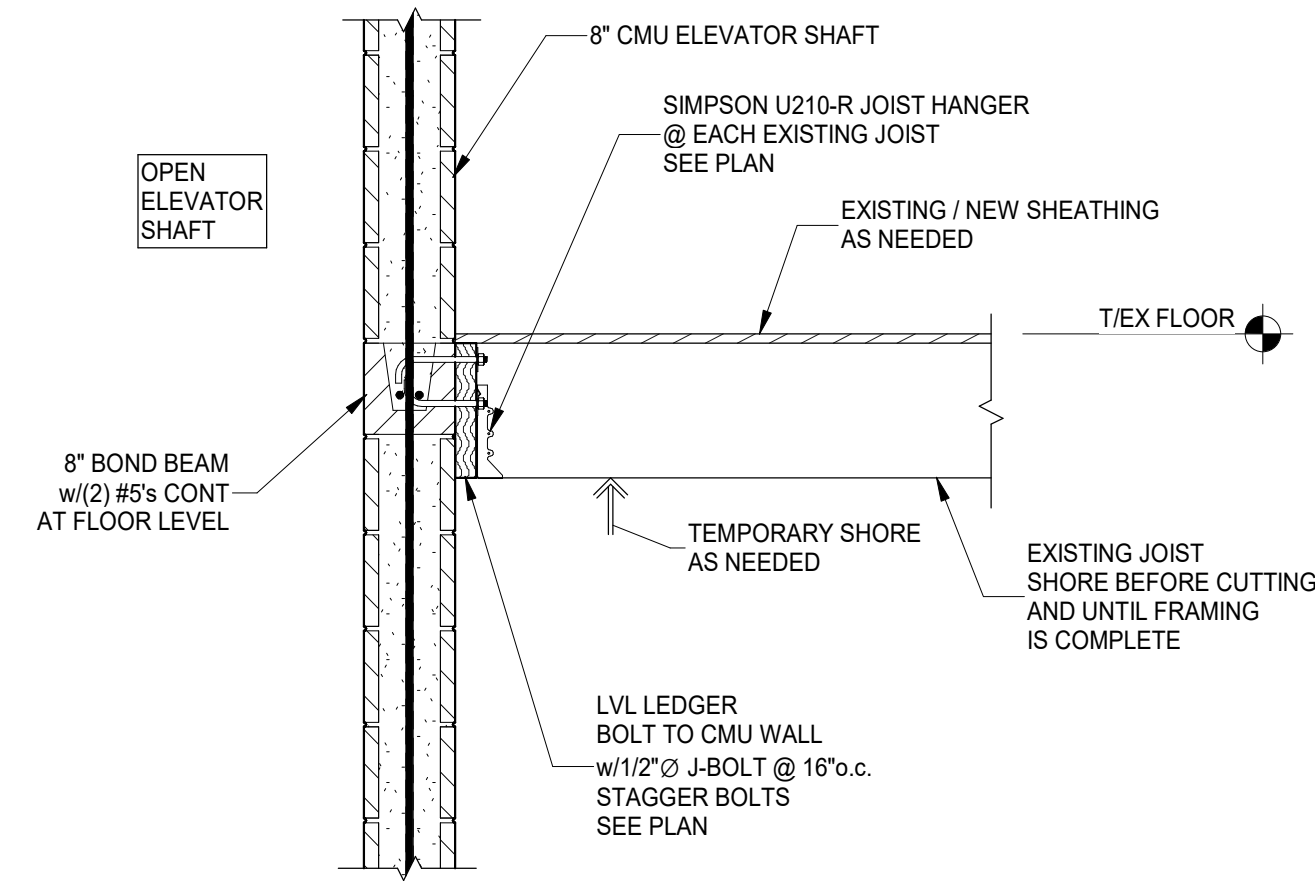 8" CMU ELEVATOR SHAFT
SIMPSON U210-R JOIST HANGER
@ EACH EXISTING JOIST
SEE PLAN
OPEN
ELEVATOR
SHAFT
EXISTING / NEW SHEATHING
AS NEEDED
T/EX FLOOR
8" BOND BEAM
w/(2) #5's CONT
AT FLOOR LEVEL
TEMPORARY SHORE
AS NEEDED
EXISTING JOIST
SHORE BEFORE CUTTING
AND UNTIL FRAMING
IS COMPLETE
LVL LEDGER
BOLT TO CMU WALL
w/1/2"Ø J-BOLT @ 16"o.c.
STAGGER BOLTS
SEE PLAN